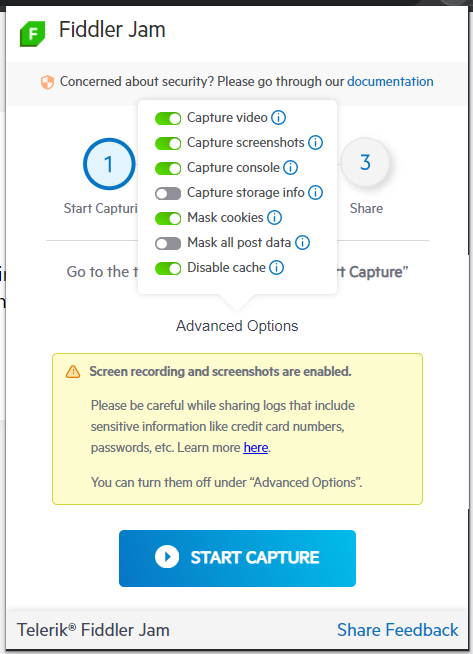 Fiddler Jam
Concerned about security? Please go through our documentation
Capture video
Capture screenshots
Capture console
Capture storage info
Mask cookies
Mask all post data
Disable cache
1
3
Start Capturi
Share
Go to the t
rt Capture”
Advanced Options
Screen recording and screenshots are enabled.
Please be careful while sharing logs that include
sensitive information like credit card numbers,
passwords, etc. Learn more here.
You can turn them off under “Advanced Options”.
START CAPTURE
Telerik® Fiddler Jam
Share Feedback